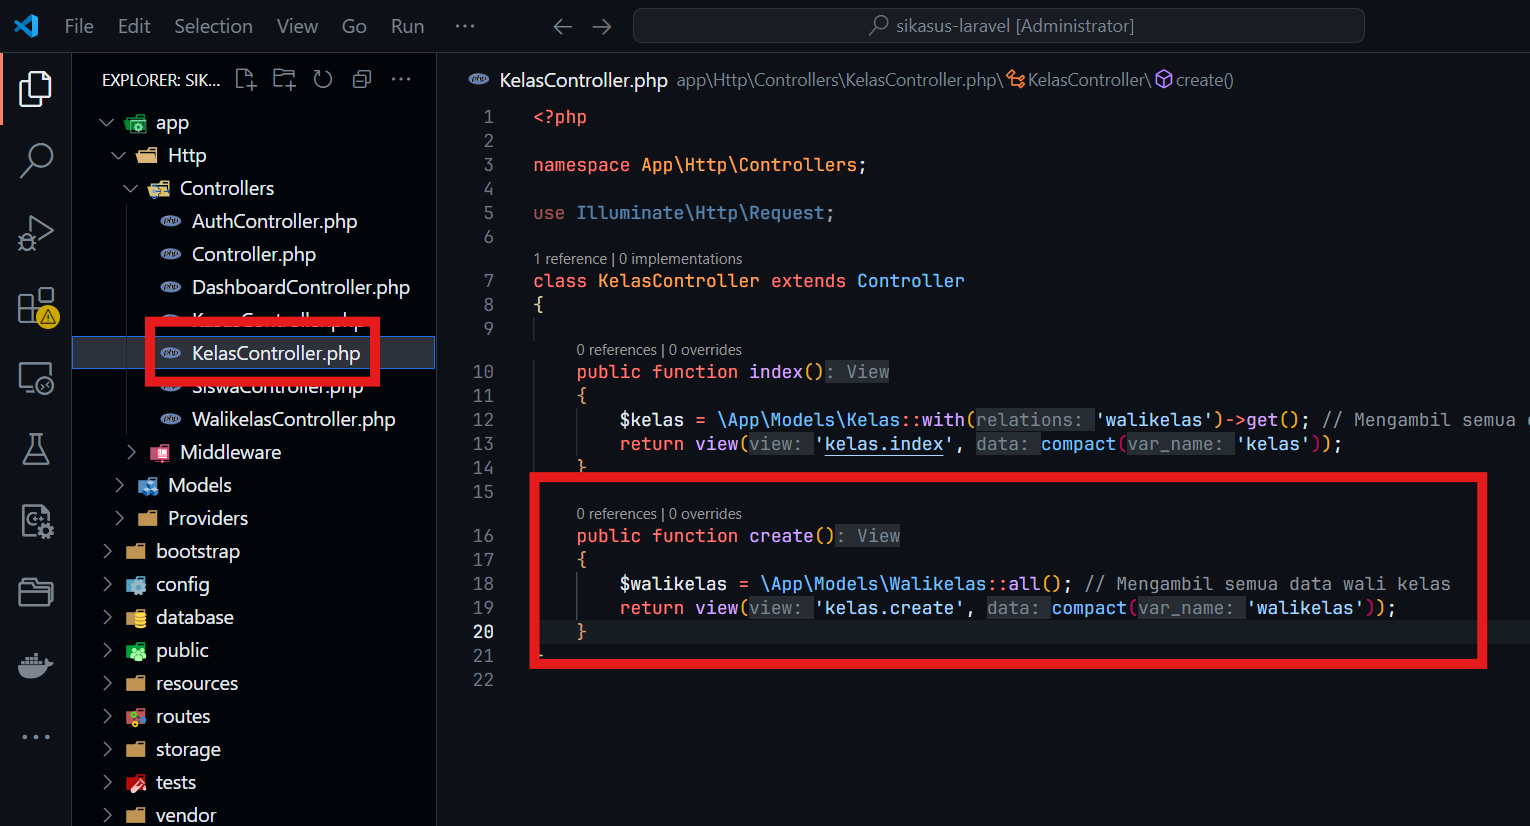 File Edit Selection View Go Run ··· sikasus-laravel [Administrator]
EXPLORER: SIK...
app
Http
Controllers
AuthController.php
Controller.php
DashboardController.php
KasusController.php
KelasController.php
SiswaController.php
WalikelasController.php
Middleware
Models
Providers
bootstrap
config
database
public
resources
routes
storage
tests
vendor
KelasController.php app\Http\Controllers\KelasController.php\KelasController\create()
1 <?php
2
3 namespace App\Http\Controllers;
4
5 use Illuminate\Http\Request;
6
1 reference | 0 implementations
7 class KelasController extends Controller
8 {
9
0 references | 0 overrides
10 public function index(): View
11 {
12 $kelas = \App\Models\Kelas::with(relations: 'walikelas')->get(); // Mengambil semua
13 return view(view: 'kelas.index', data: compact(var_name: 'kelas'));
14 }
15
0 references | 0 overrides
16 public function create(): View
17 {
18 $walikelas = \App\Models\Walikelas::all(); // Mengambil semua data wali kelas
19 return view(view: 'kelas.create', data: compact(var_name: 'walikelas'));
20 }
21
22